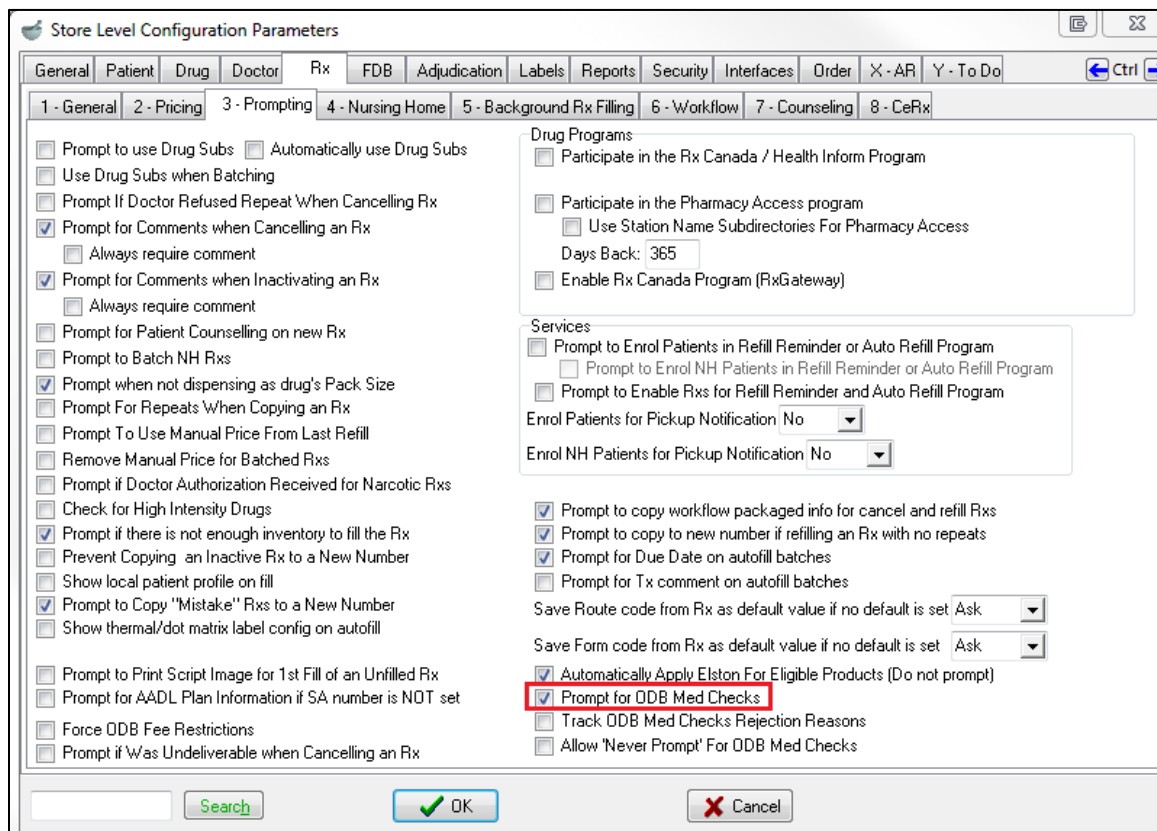 Store Level Configuration Parameters
General Patient Drug Doctor Rx FDB Adjudication Labels Reports Security Interfaces Order X - AR Y - To Do Ctrl
1 - General 2 - Pricing 3 - Prompting 4 - Nursing Home 5 - Background Rx Filling 6 - Workflow 7 - Counseling 8 - CeRx
Prompt to use Drug Subs Automatically use Drug Subs
Use Drug Subs when Batching
Prompt If Doctor Refused Repeat When Cancelling Rx
Prompt for Comments when Cancelling an Rx
Always require comment
Prompt for Comments when Inactivating an Rx
Always require comment
Prompt for Patient Counselling on new Rx
Prompt to Batch NH Rxs
Prompt when not dispensing as drug's Pack Size
Prompt For Repeats When Copying an Rx
Prompt To Use Manual Price From Last Refill
Remove Manual Price for Batched Rxs
Prompt if Doctor Authorization Received for Narcotic Rxs
Check for High Intensity Drugs
Prompt if there is not enough inventory to fill the Rx
Prevent Copying an Inactive Rx to a New Number
Show local patient profile on fill
Prompt to Copy "Mistake" Rxs to a New Number
Show thermal/dot matrix label config on autofill
Prompt to Print Script Image for 1st Fill of an Unfilled Rx
Prompt for AADL Plan Information if SA number is NOT set
Force ODB Fee Restrictions
Prompt if Was Undeliverable when Cancelling an Rx
Drug Programs
Participate in the Rx Canada / Health Inform Program
Participate in the Pharmacy Access program
Use Station Name Subdirectories For Pharmacy Access
Days Back: 365
Enable Rx Canada Program (RxGateway)
Services
Prompt to Enrol Patients in Refill Reminder or Auto Refill Program
Prompt to Enrol NH Patients in Refill Reminder or Auto Refill Program
Prompt to Enable Rxs for Refill Reminder and Auto Refill Program
Enrol Patients for Pickup Notification No
Enrol NH Patients for Pickup Notification No
Prompt to copy workflow packaged info for cancel and refill Rxs
Prompt to copy to new number if refilling an Rx with no repeats
Prompt for Due Date on autofill batches
Prompt for Tx comment on autofill batches
Save Route code from Rx as default value if no default is set Ask
Save Form code from Rx as default value if no default is set Ask
Automatically Apply Elston For Eligible Products (Do not prompt)
Prompt for ODB Med Checks
Track ODB Med Checks Rejection Reasons
Allow 'Never Prompt' For ODB Med Checks
Search OK Cancel